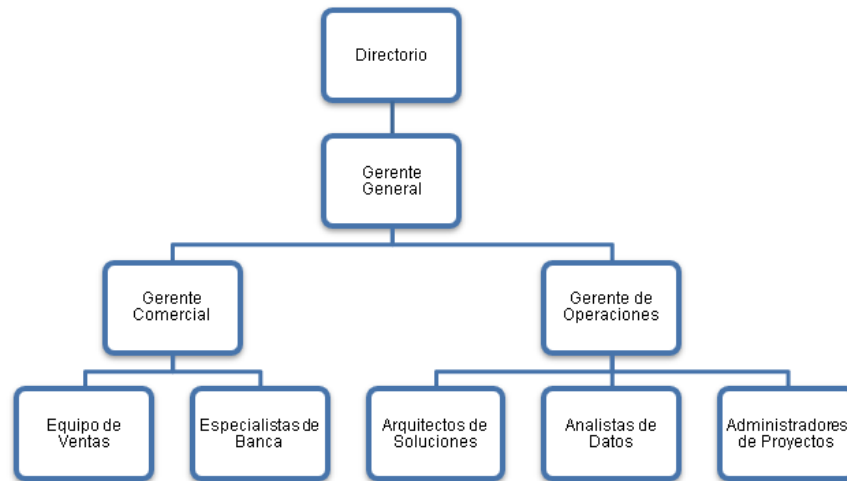 Directorio
Gerente
General
Gerente
Comercial
Gerente de
Operaciones
Equipo de
Ventas
Especialistas de
Banca
Arquitectos de
Soluciones
Analistas de
Datos
Administradores
de Proyectos